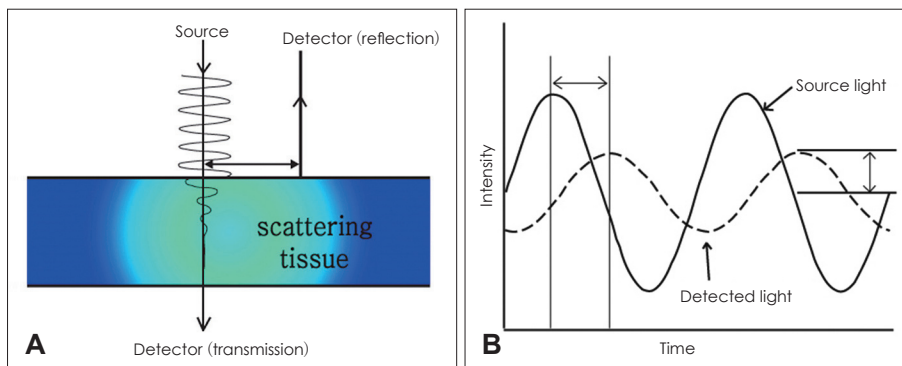 Source
Detector (reflection)
scattering
tissue
Detector (transmission)
A
Intensity
Source light
Detected light
Time
B